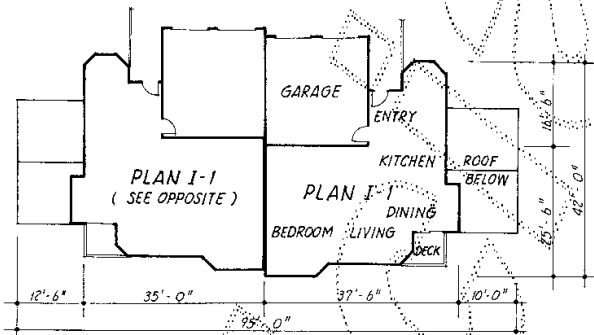 GARAGE
ENTRY
KITCHEN
ROOF
BELOW
PLAN I-1
( SEE OPPOSITE )
PLAN I-1
DINING
BEDROOM LIVING
DECK
16'-6"
25'-6"
42'-0"
12'-6"
35'-0"
37'-6"
10'-0"
95'-0"